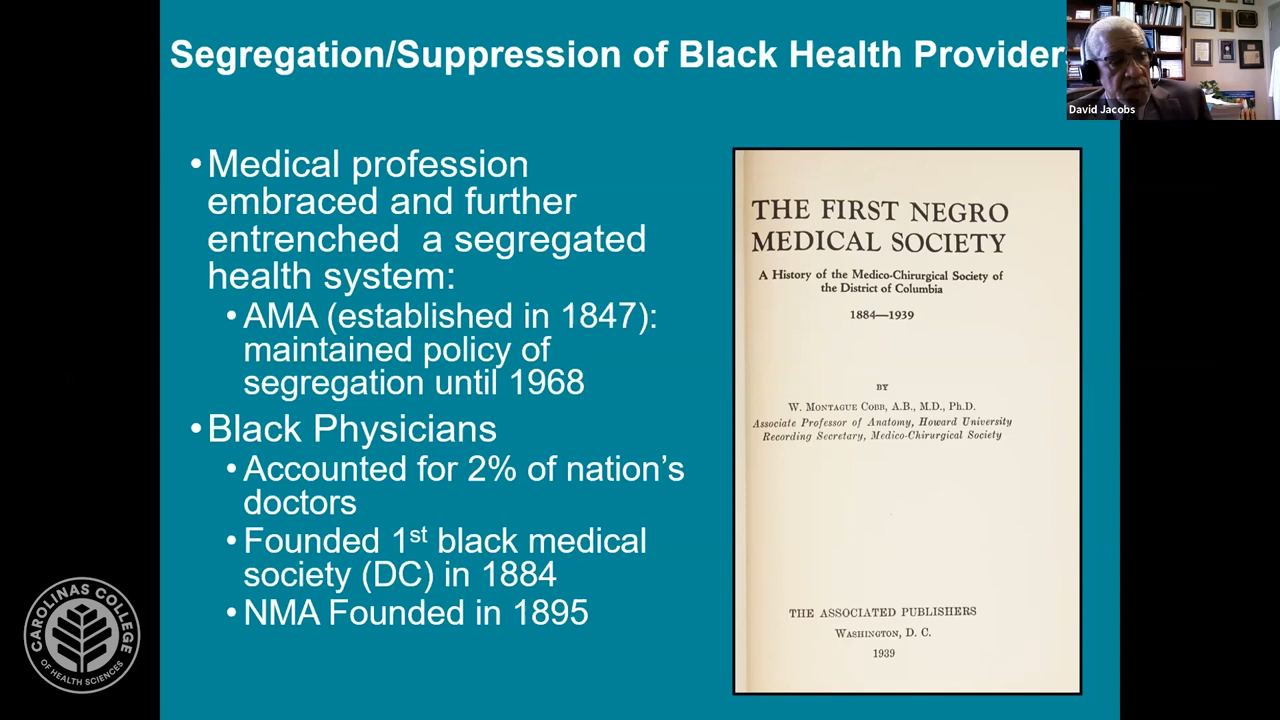 Segregation/Suppression of Black Health Provider
David Jacobs
•Medical profession
embraced and further
entrenched a segregated
health system:
•AMA (established in 1847):
maintained policy of
segregation until 1968
•Black Physicians
•Accounted for 2% of nation’s
doctors
•Founded 1st black medical
society (DC) in 1884
•NMA Founded in 1895
THE FIRST NEGRO
MEDICAL SOCIETY
A History of the Medico-Chirurgical Society of
the District of Columbia
1884—1939
BY
W. MONTAGUE COBB, A.B., M.D., Ph.D.
Associate Professor of Anatomy, Howard University
Recording Secretary, Medico-Chirurgical Society
THE ASSOCIATED PUBLISHERS
WASHINGTON, D. C.
1939
CAROLINAS COLLEGE
OF HEALTH SCIENCES